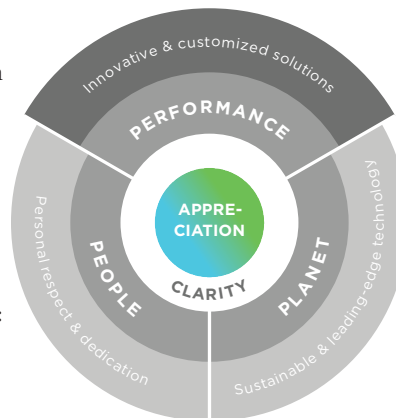 Innovative & customized solutions
PERFORMANCE
APPRE-
CIATION
CLARITY
PEOPLE
PLANET
Personal respect & dedication
Sustainable & leading-edge technology